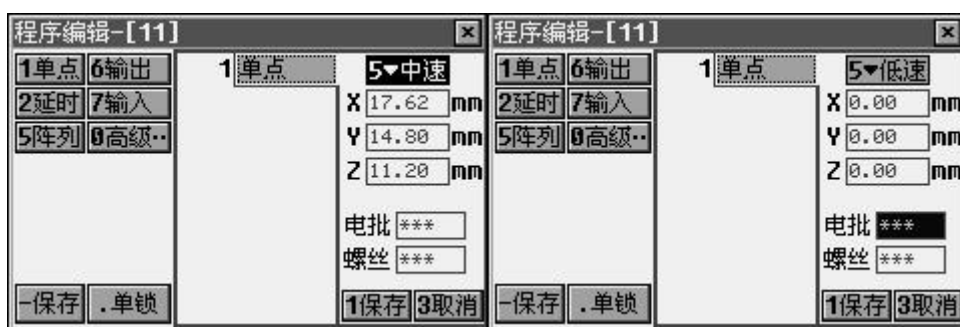 程序编辑-[11]
1单点 6输出 1 单点 5▾中速
2延时 7输入 X 17.62 mm
5阵列 0高级·· Y 14.80 mm
Z 11.20 mm
电批 ***
螺丝 ***
-保存 .单锁 1保存 3取消
程序编辑-[11]
1单点 6输出 1 单点 5▾低速
2延时 7输入 X 0.00 mm
5阵列 0高级·· Y 0.00 mm
Z 0.00 mm
电批 ***
螺丝 ***
-保存 .单锁 1保存 3取消